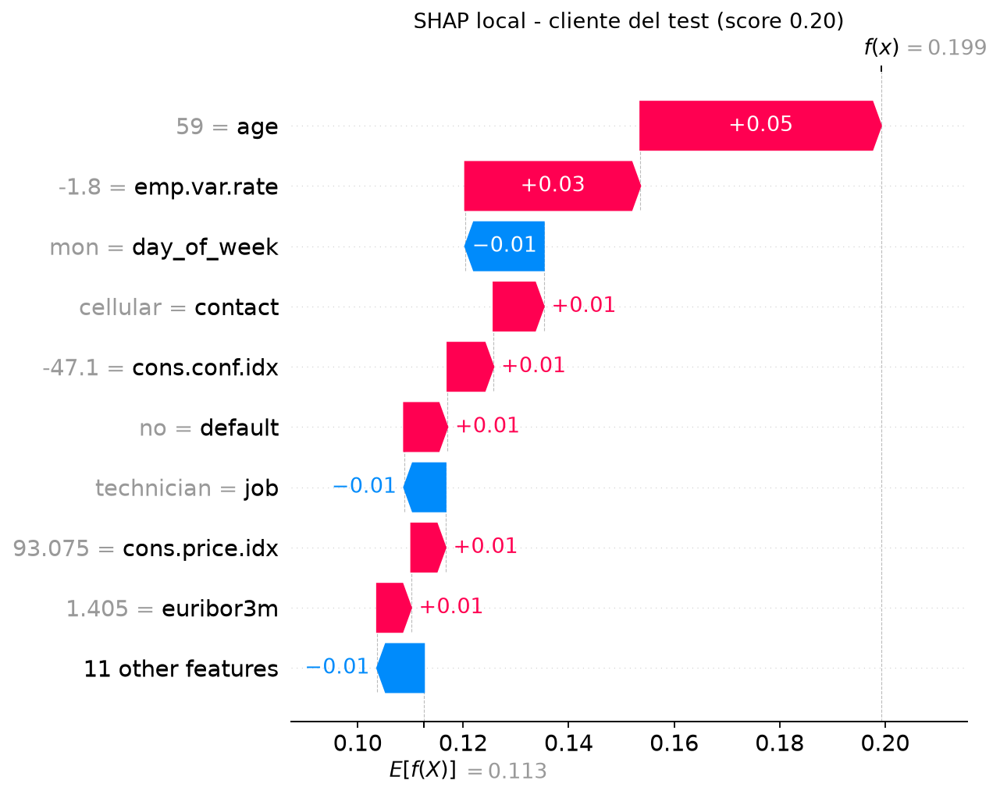 SHAP local - cliente del test (score 0.20)
f(x) = 0.199
59 = age
+0.05
-1.8 = emp.var.rate
+0.03
mon = day_of_week
−0.01
cellular = contact
+0.01
-47.1 = cons.conf.idx
+0.01
no = default
+0.01
technician = job
−0.01
93.075 = cons.price.idx
+0.01
1.405 = euribor3m
+0.01
11 other features
−0.01
0.10 0.12 0.14 0.16 0.18 0.20
E[f(X)] = 0.113